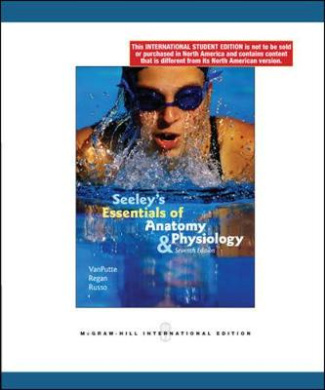 This INTERNATIONAL STUDENT EDITION is not to be sold
or purchased in North America and contains content
that is different from its North American version.
Seeley's
Essentials of
Anatomy
& Physiology
Seventh Edition
VanPutte
Regan
Russo
MCGRAW-HILL INTERNATIONAL EDITION